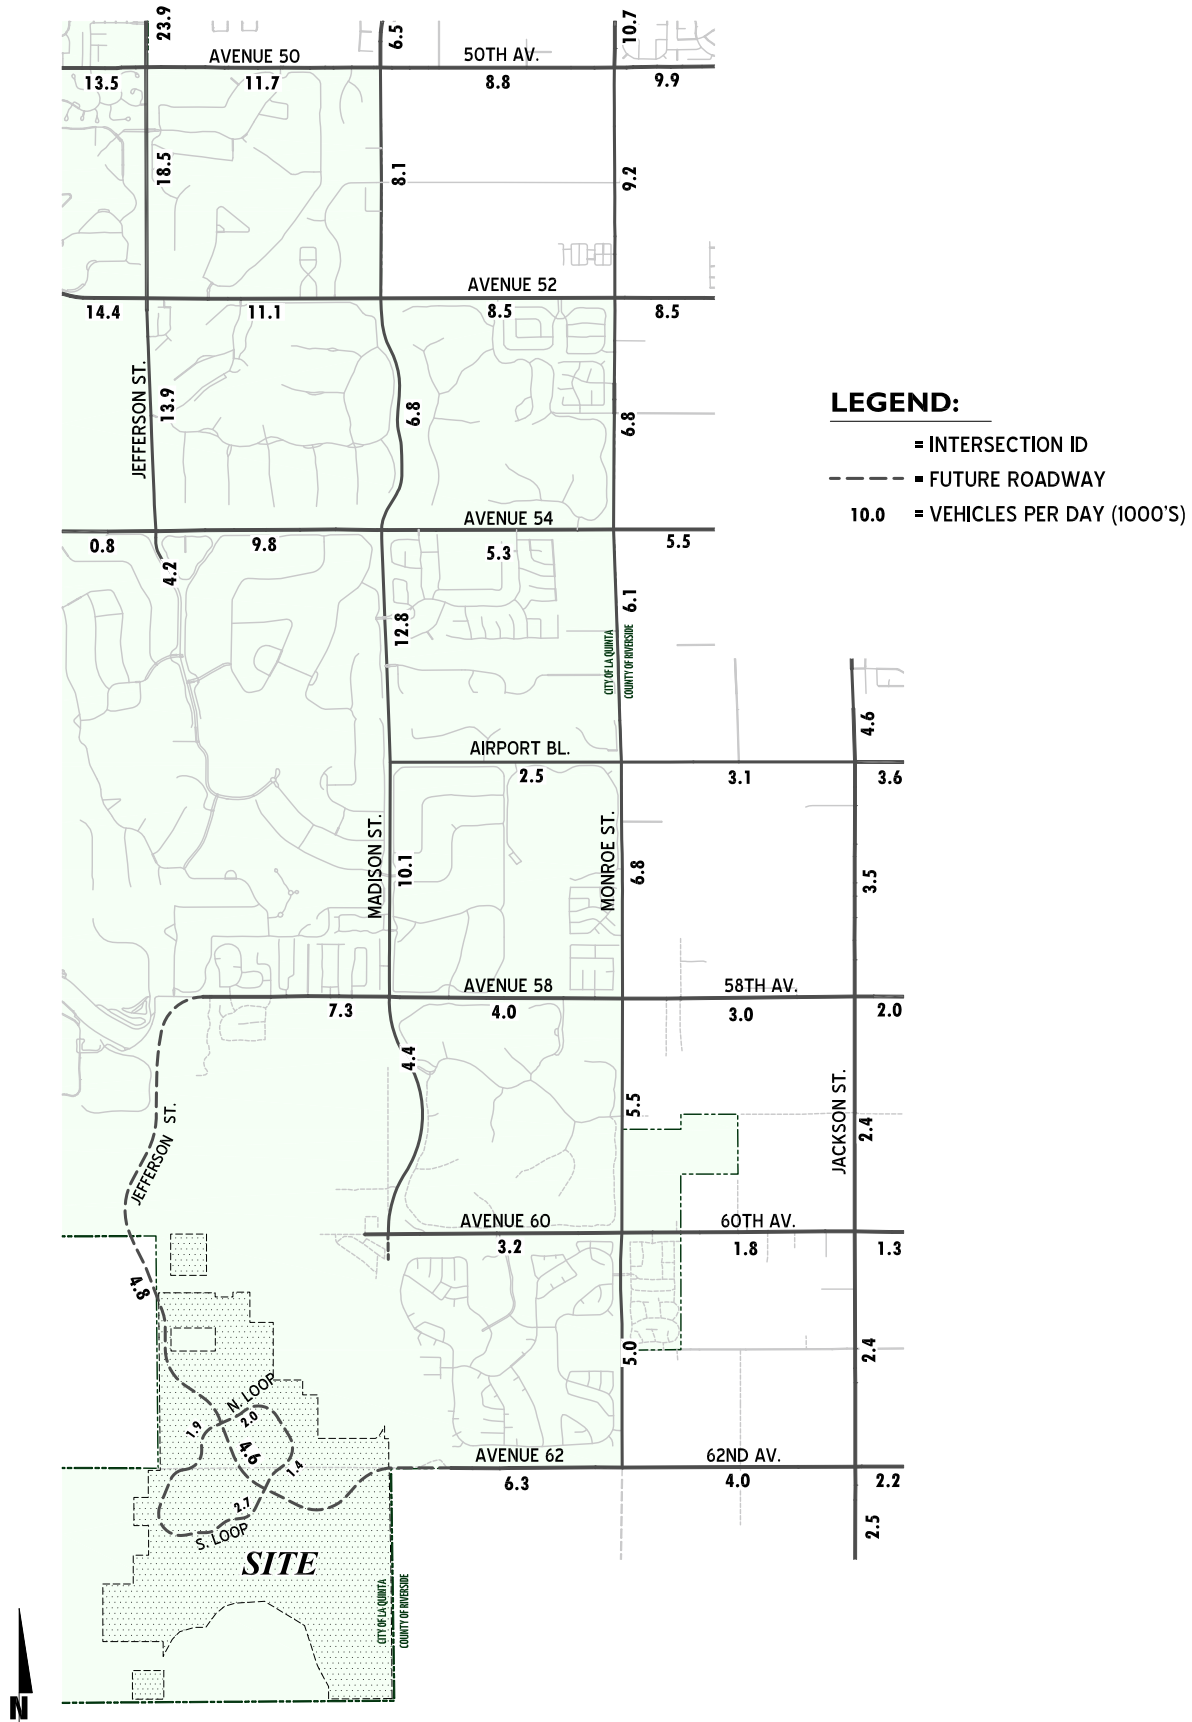 23.9
6.5
10.7
AVENUE 50
50TH AV.
13.5
11.7
8.8
9.9
18.5
8.1
9.2
AVENUE 52
14.4
11.1
8.5
8.5
JEFFERSON ST.
13.9
6.8
6.8
LEGEND:
= INTERSECTION ID
= FUTURE ROADWAY
10.0 = VEHICLES PER DAY (1000'S)
AVENUE 54
0.8
9.8
5.3
5.5
4.2
12.8
6.1
CITY OF LA QUINTA
COUNTY OF RIVERSIDE
4.6
AIRPORT BL.
2.5
3.1
3.6
MADISON ST.
10.1
MONROE ST.
6.8
3.5
AVENUE 58
58TH AV.
7.3
4.0
3.0
2.0
4.4
5.5
JACKSON ST.
2.4
JEFFERSON ST.
AVENUE 60
60TH AV.
3.2
1.8
1.3
4.8
5.0
2.4
N. LOOP
1.9
2.0
4.6
1.4
AVENUE 62
62ND AV.
6.3
4.0
2.2
2.7
S. LOOP
2.5
SITE
CITY OF LA QUINTA
COUNTY OF RIVERSIDE
N